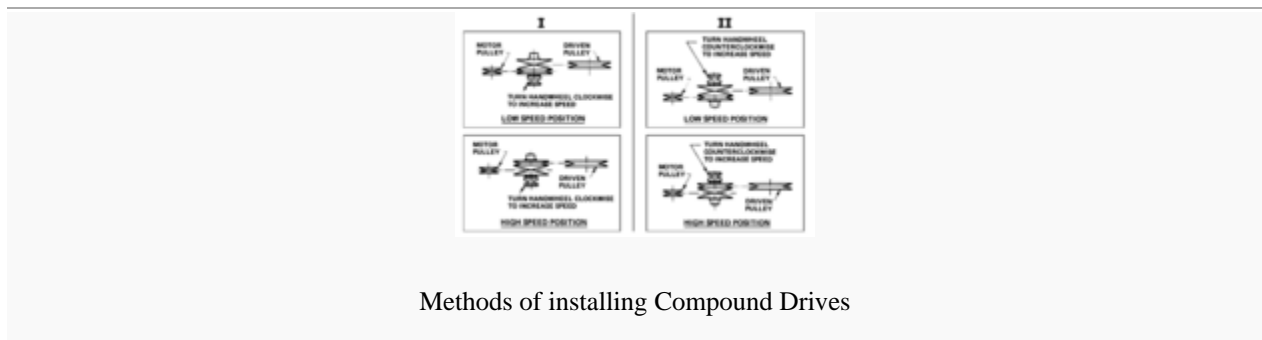 I
MOTOR
PULLEY
DRIVEN
PULLEY
TURN HANDWHEEL CLOCKWISE
TO INCREASE SPEED
LOW SPEED POSITION
MOTOR
PULLEY
DRIVEN
PULLEY
TURN HANDWHEEL CLOCKWISE
TO INCREASE SPEED
HIGH SPEED POSITION
II
TURN HANDWHEEL
COUNTERCLOCKWISE
TO INCREASE SPEED
MOTOR
PULLEY
DRIVEN
PULLEY
LOW SPEED POSITION
TURN HANDWHEEL
COUNTERCLOCKWISE
TO INCREASE SPEED
MOTOR
PULLEY
DRIVEN
PULLEY
HIGH SPEED POSITION
Methods of installing Compound Drives